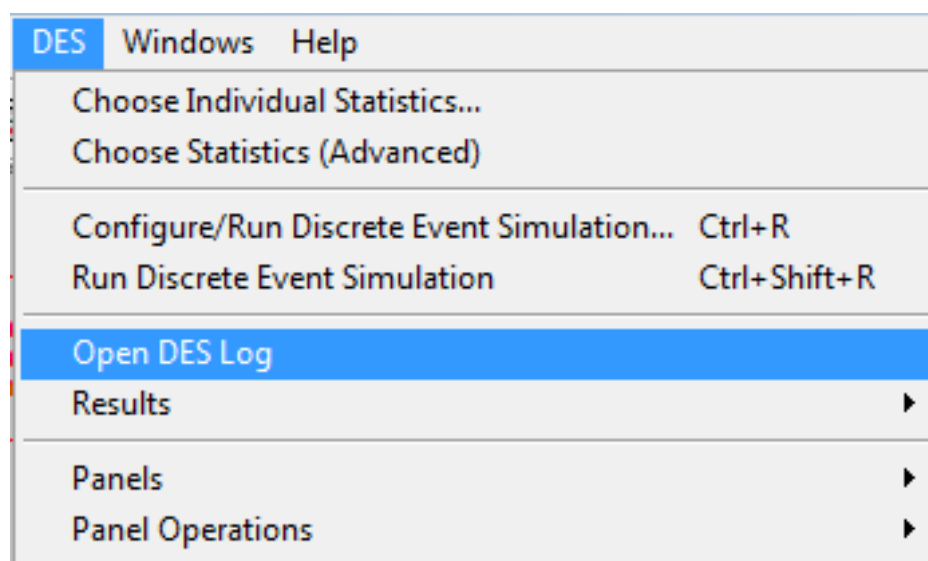 DES Windows Help
Choose Individual Statistics...
Choose Statistics (Advanced)
Configure/Run Discrete Event Simulation... Ctrl+R
Run Discrete Event Simulation Ctrl+Shift+R
Open DES Log
Results
Panels
Panel Operations